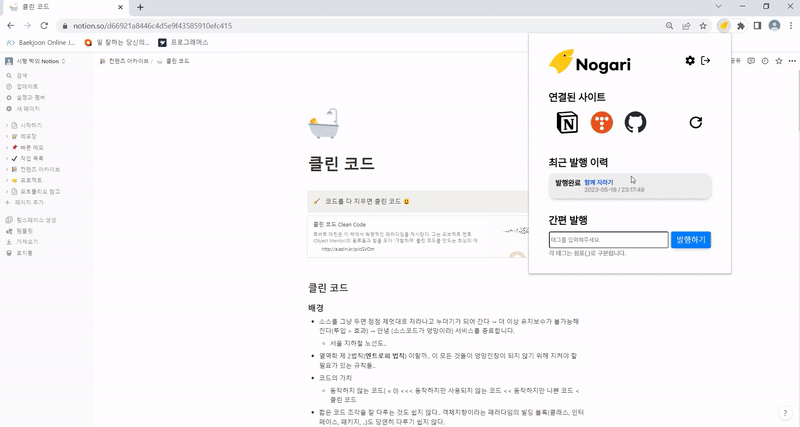 클린 코드
notion.so/d66921a8446c4d5e9f43585910efc415
Baekjoon Online J...
일 잘하는 당신의...
프로그래머스
시형 박의 Notion
컨텐츠 아카이브 / 클린 코드
공유
검색
업데이트
설정과 멤버
새 페이지
시작하기
메모장
빠른 메모
작업 목록
컨텐츠 아카이브
프로젝트
포트폴리오 참고
페이지 추가
팀스페이스 생성
템플릿
가져오기
휴지통
클린 코드
코드를 다 지우면 클린 코드
클린 코드 Clean Code
클린 코드
배경
소스를 그냥 두면 점점 제멋대로 자라나고 누더기가 되어 간다 → 더 이상 유지보수가 불가능해
진다(투입 > 효과) → 안녕 (소스코드가 엉망이라) 서비스를 종료합니다.
서울 지하철 노선도..
열역학 제 2법칙(엔트로피 법칙) 이랄까.. 이 모든 것들이 엉망진창이 되지 않기 위해 지켜야 할
필요가 있는 규칙들..
코드의 가치
동작하지 않는 코드( = 0) <<< 동작하지만 사용되지 않는 코드 << 동작하지만 나쁜 코드 <
클린 코드
짧은 코드 조각을 잘 다루는 것도 쉽지 않다.. 객체지향이라는 패러다임의 빌딩 블록(클래스, 인터
페이스, 패키지, ..)도 당연히 다루기 쉽지 않다.
Nogari
연결된 사이트
최근 발행 이력
발행완료 함께 자라기
2023-05-18 / 23:17:49
간편 발행
태그를 입력해주세요.
발행하기
각 태그는 쉼표(,)로 구분됩니다.
?